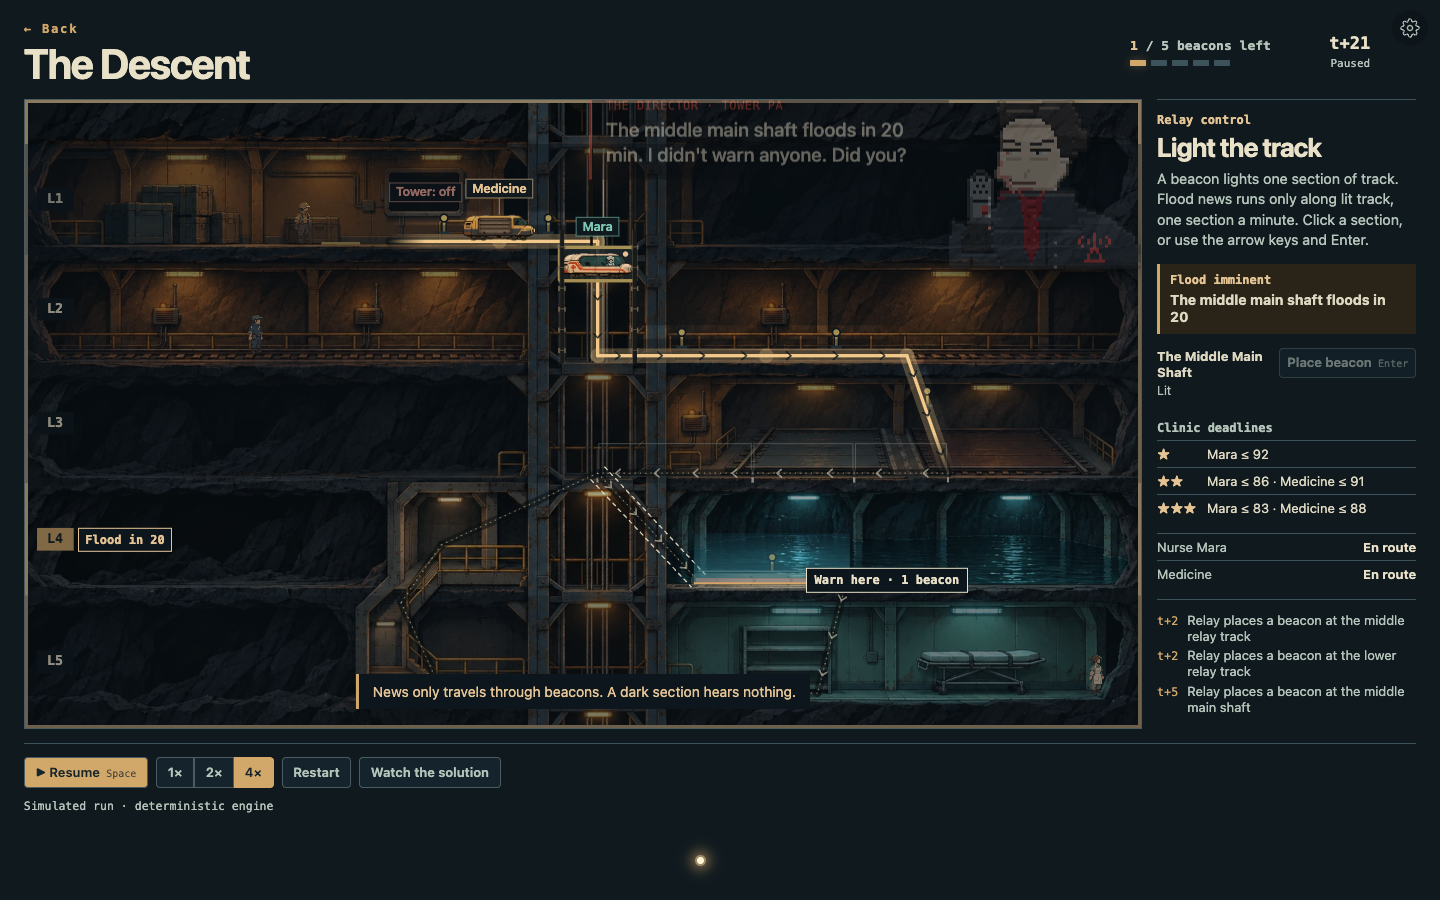 ← Back
The Descent
1 / 5 beacons left
t+21
Paused
THE DIRECTOR · TOWER PA
The middle main shaft floods in 20
min. I didn't warn anyone. Did you?
L1
Tower: off
Medicine
Mara
L2
L3
L4
Flood in 20
Warn here · 1 beacon
L5
News only travels through beacons. A dark section hears nothing.
Relay control
Light the track
A beacon lights one section of track.
Flood news runs only along lit track,
one section a minute. Click a section,
or use the arrow keys and Enter.
Flood imminent
The middle main shaft floods in
20
The Middle Main
Shaft
Lit
Place beacon Enter
Clinic deadlines
★ Mara ≤ 92
★★ Mara ≤ 86 · Medicine ≤ 91
★★★ Mara ≤ 83 · Medicine ≤ 88
Nurse Mara En route
Medicine En route
t+2 Relay places a beacon at the middle
relay track
t+2 Relay places a beacon at the lower
relay track
t+5 Relay places a beacon at the middle
main shaft
▶ Resume Space
1×
2×
4×
Restart
Watch the solution
Simulated run · deterministic engine